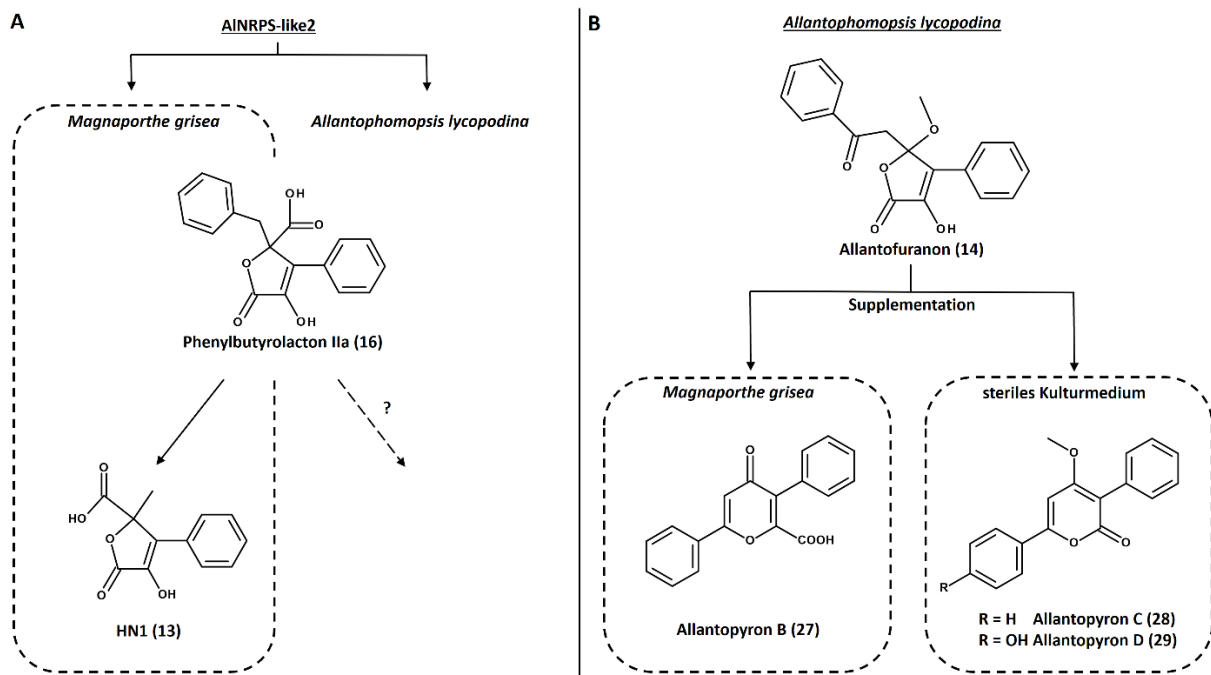 A
AlNRPS-like2
Magnaporthe grisea
Allantophomopsis lycopodina
OH
O
O
O
OH
Phenylbutyrolacton IIa (16)
?
O
HO
O
O
OH
HN1 (13)
B
Allantophomopsis lycopodina
O
O
O
O
OH
Allantofuranon (14)
Supplementation
Magnaporthe grisea
O
O
COOH
Allantopyron B (27)
steriles Kulturmedium
O
O
O
R
R = H Allantopyron C (28)
R = OH Allantopyron D (29)